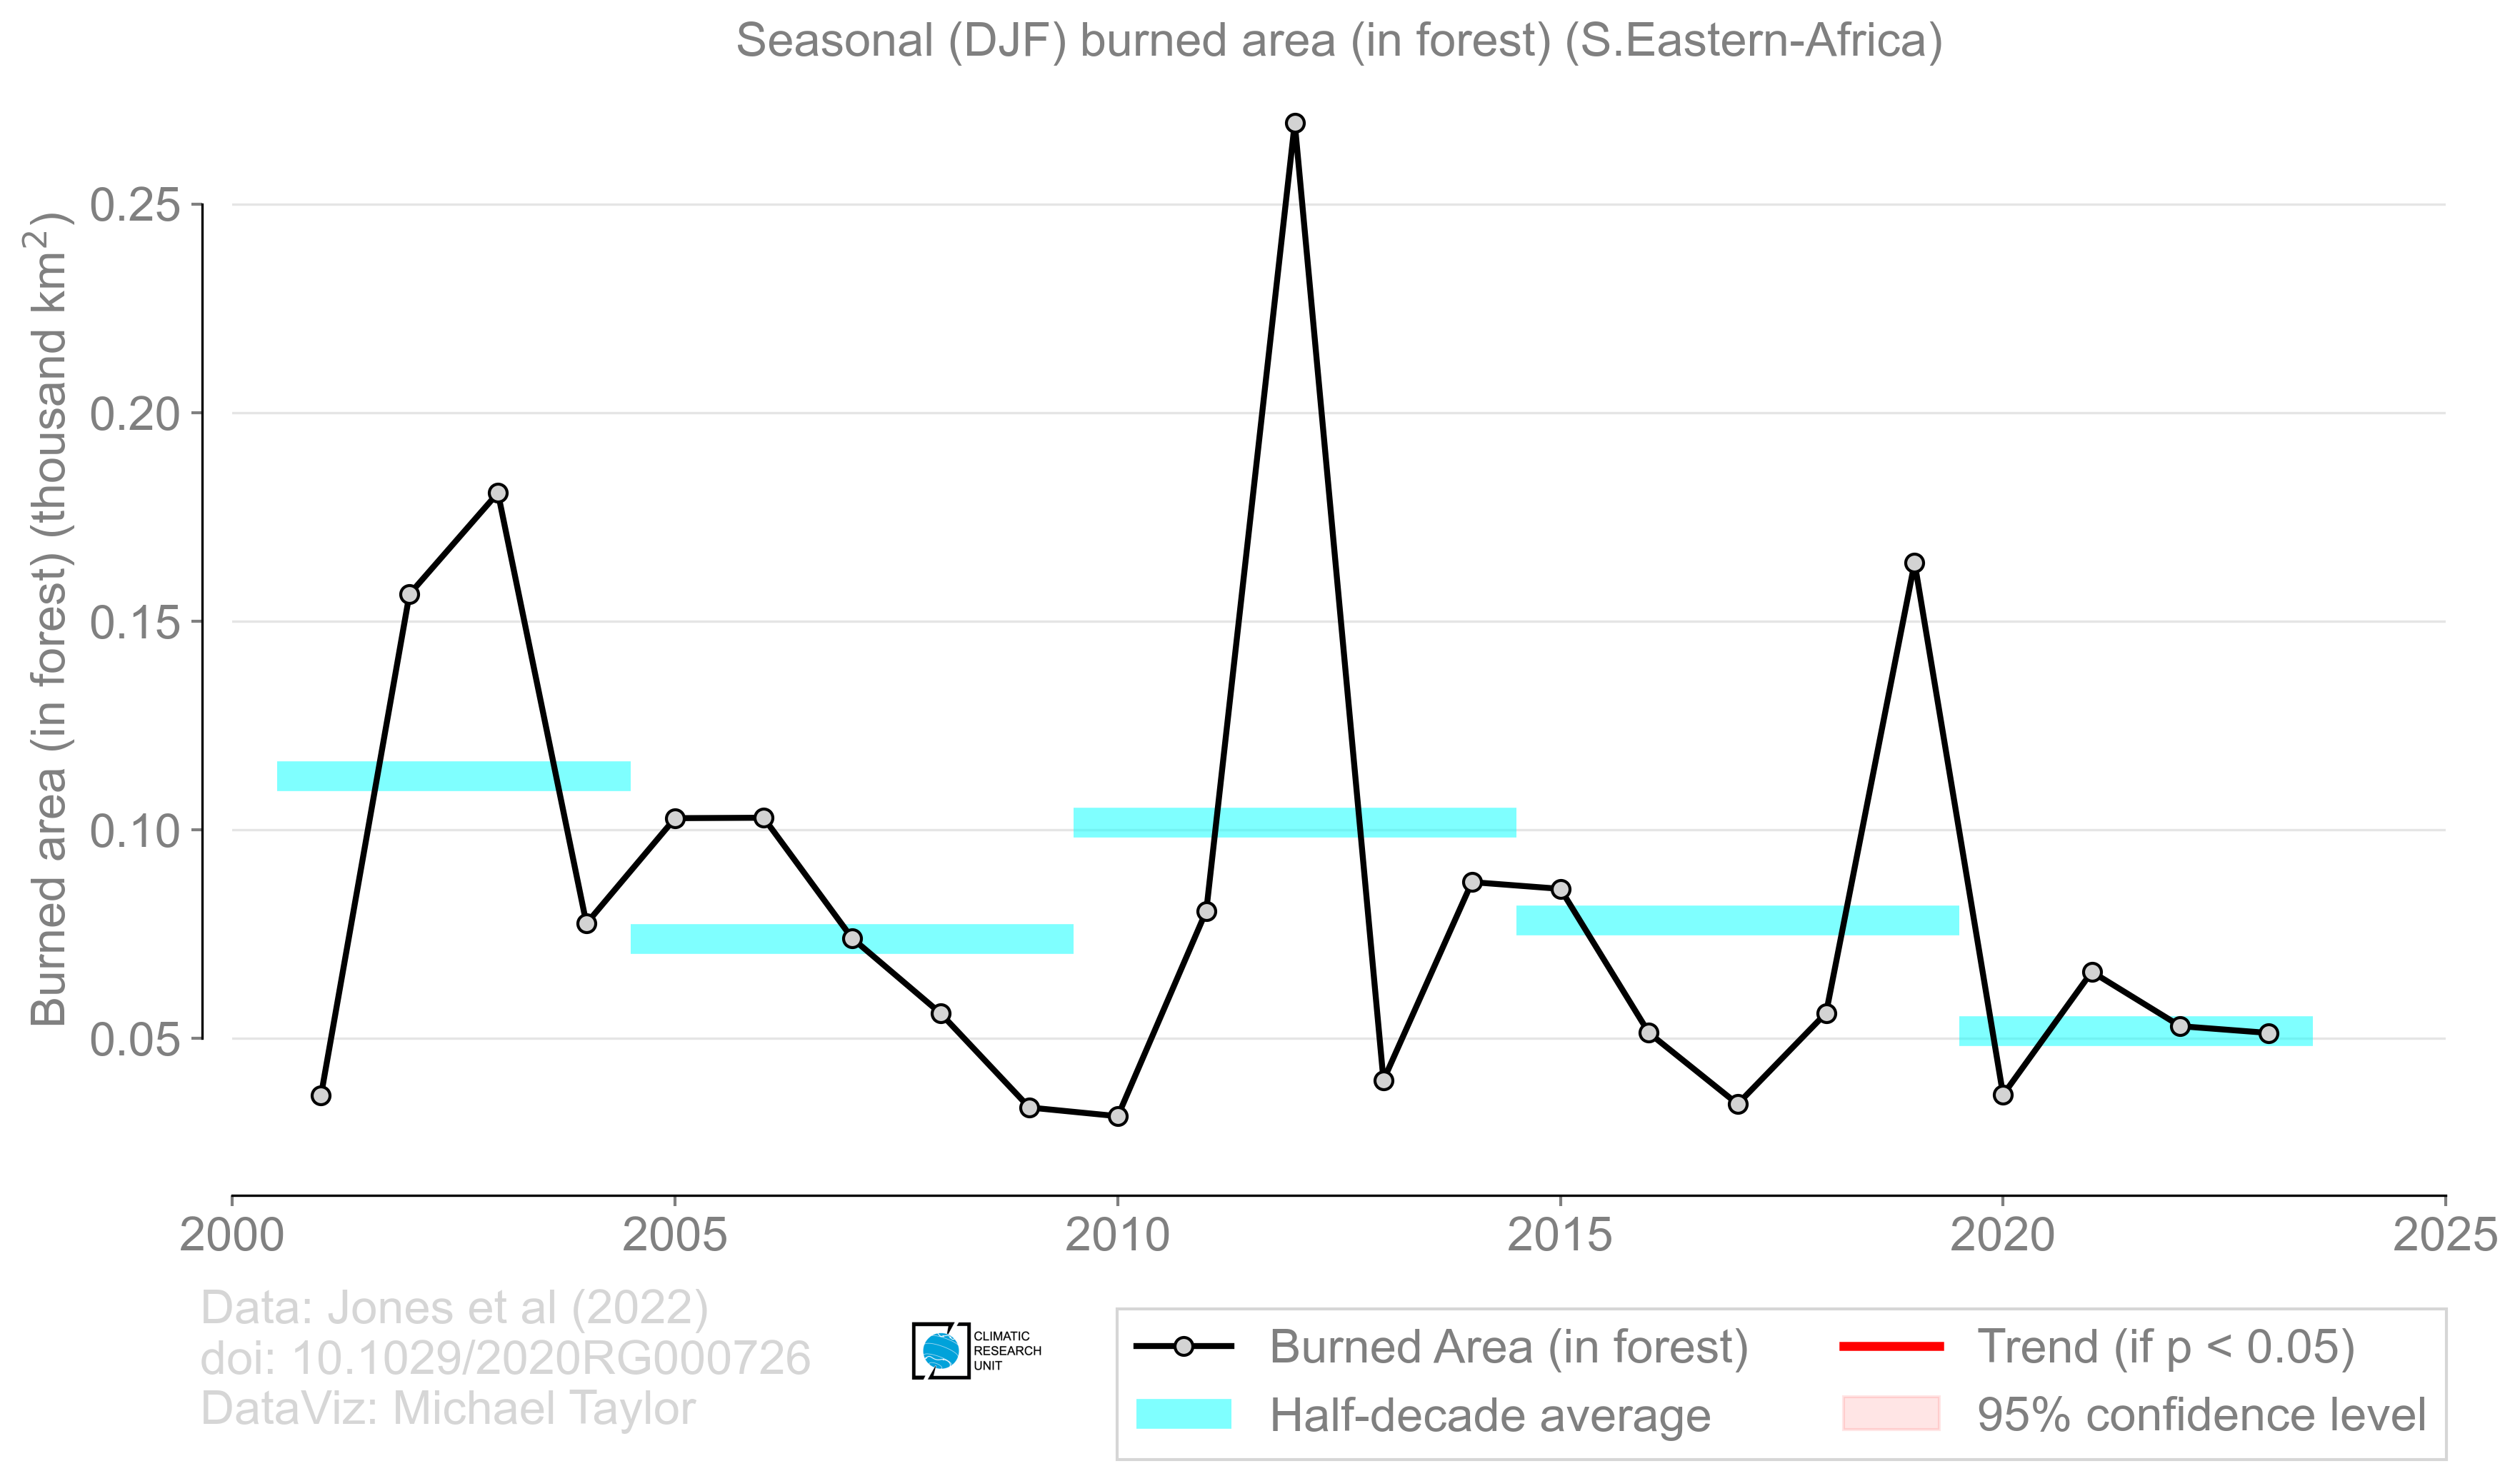 Seasonal (DJF) burned area (in forest) (S.Eastern-Africa)
Burned area (in forest) (thousand km²)
0.25
0.20
0.15
0.10
0.05
2000 2005 2010 2015 2020 2025
Data: Jones et al (2022)
doi: 10.1029/2020RG000726
DataViz: Michael Taylor
CLIMATIC
RESEARCH
UNIT
Burned Area (in forest)
Half-decade average
Trend (if p < 0.05)
95% confidence level